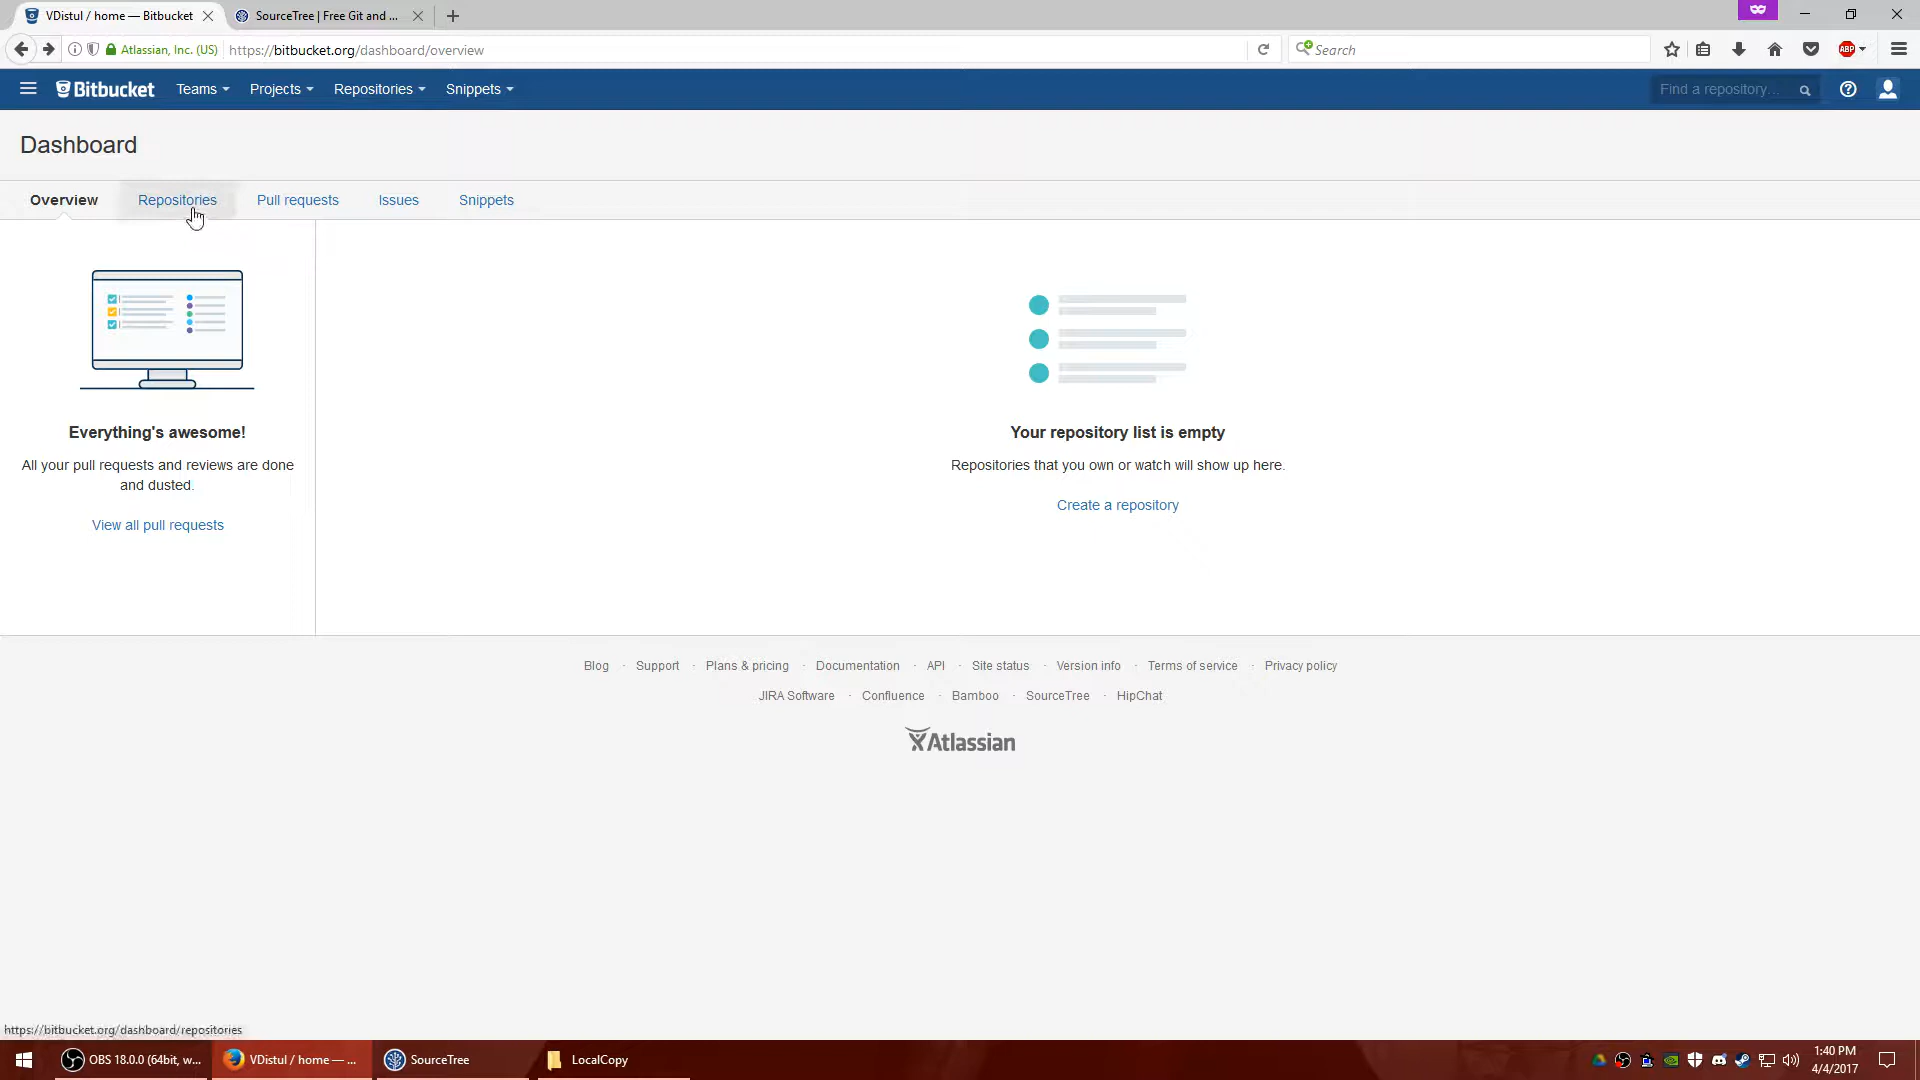 VDistul / home — Bitbucket
SourceTree | Free Git and ...
Atlassian, Inc. (US)
https://bitbucket.org/dashboard/overview
Search
ABP
Bitbucket
Teams
Projects
Repositories
Snippets
Find a repository...
Dashboard
Overview
Repositories
Pull requests
Issues
Snippets
Everything's awesome!
All your pull requests and reviews are done
and dusted.
View all pull requests
Your repository list is empty
Repositories that you own or watch will show up here.
Create a repository
Blog · Support · Plans & pricing · Documentation · API · Site status · Version info · Terms of service · Privacy policy
JIRA Software · Confluence · Bamboo · SourceTree · HipChat
Atlassian
https://bitbucket.org/dashboard/repositories
OBS 18.0.0 (64bit, w...
VDistul / home — ...
SourceTree
LocalCopy
1:40 PM
4/4/2017